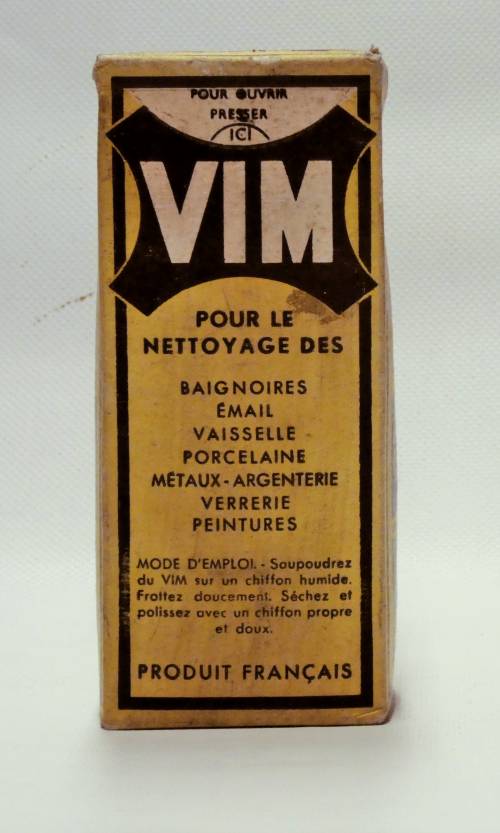 POUR OUVRIR
PRESSER
ICI
VIM
POUR LE
NETTOYAGE DES
BAIGNOIRES
ÉMAIL
VAISSELLE
PORCELAINE
MÉTAUX - ARGENTERIE
VERRERIE
PEINTURES
MODE D'EMPLOI. - Saupoudrez
du VIM sur un chiffon humide.
Frottez doucement. Séchez et
polissez avec un chiffon propre
et doux.
PRODUIT FRANÇAIS